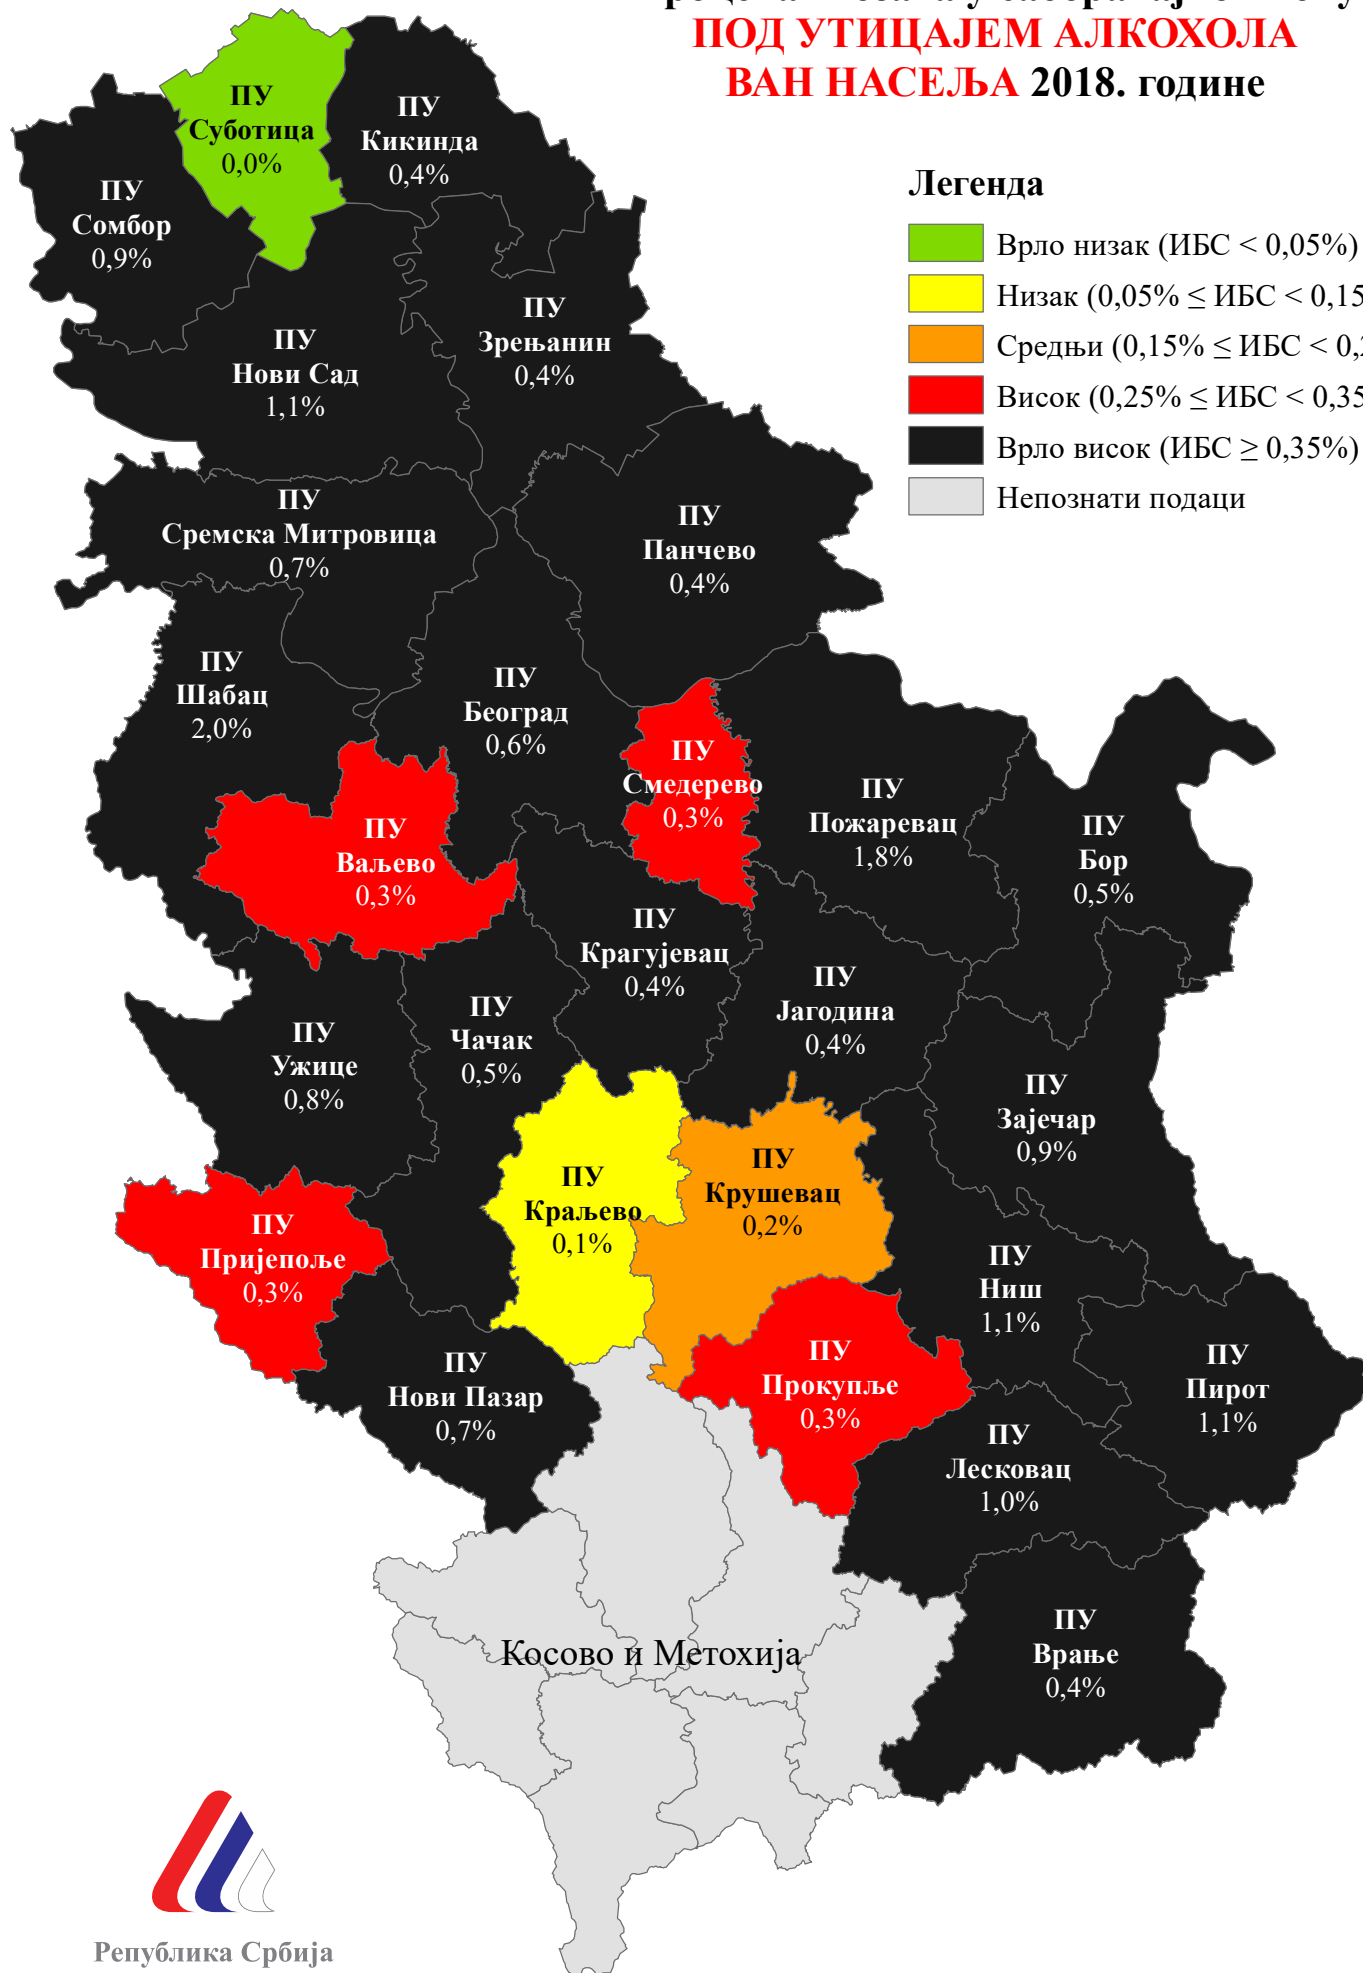 ПОД УТИЦАЈЕМ АЛКОХОЛА
ВАН НАСЕЉА 2018. године
Легенда
Врло низак (ИБС < 0,05%)
Низак (0,05% ≤ ИБС < 0,15
Средњи (0,15% ≤ ИБС < 0,2
Висок (0,25% ≤ ИБС < 0,35
Врло висок (ИБС ≥ 0,35%)
Непознати подаци
ПУ
Суботица
0,0%
ПУ
Кикинда
0,4%
ПУ
Сомбор
0,9%
ПУ
Зрењанин
0,4%
ПУ
Нови Сад
1,1%
ПУ
Сремска Митровица
0,7%
ПУ
Панчево
0,4%
ПУ
Шабац
2,0%
ПУ
Београд
0,6%
ПУ
Смедерево
0,3%
ПУ
Пожаревац
1,8%
ПУ
Бор
0,5%
ПУ
Ваљево
0,3%
ПУ
Крагујевац
0,4%
ПУ
Јагодина
0,4%
ПУ
Чачак
0,5%
ПУ
Ужице
0,8%
ПУ
Зајечар
0,9%
ПУ
Краљево
0,1%
ПУ
Крушевац
0,2%
ПУ
Пријепоље
0,3%
ПУ
Ниш
1,1%
ПУ
Нови Пазар
0,7%
ПУ
Прокупље
0,3%
ПУ
Пирот
1,1%
ПУ
Лесковац
1,0%
ПУ
Врање
0,4%
Косово и Метохија
Република Србија